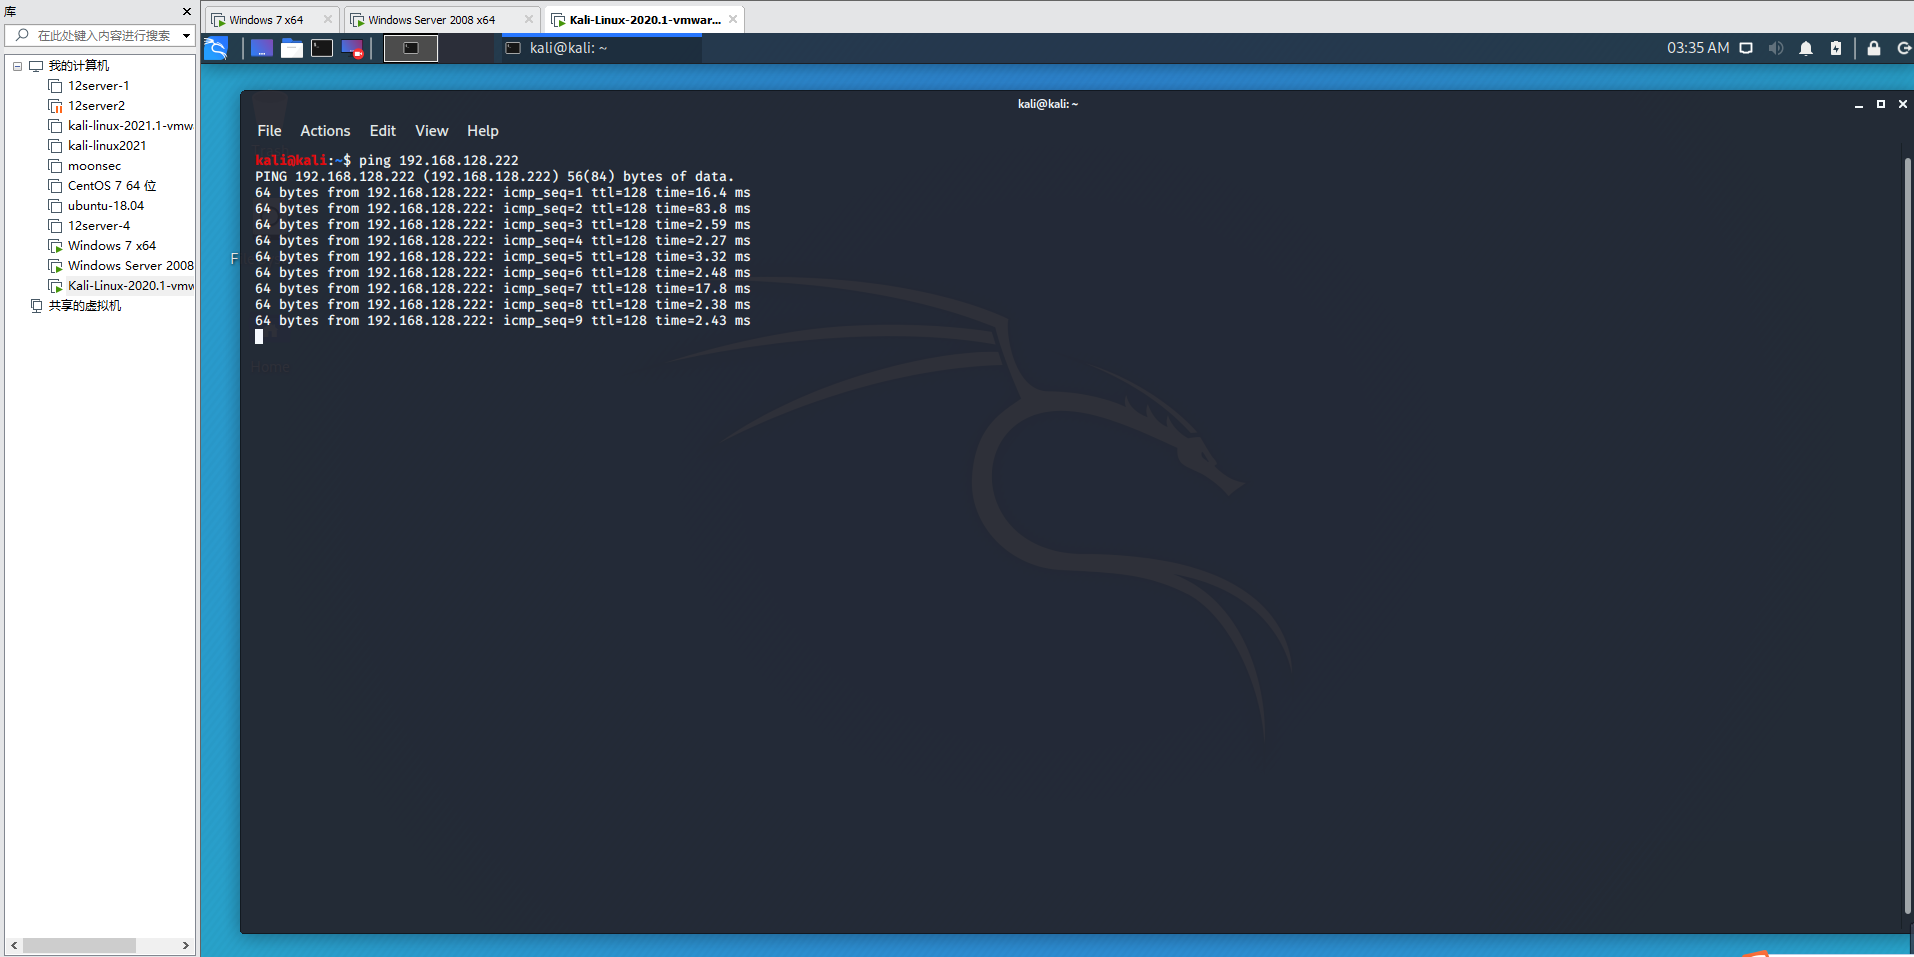 库
在此处键入内容进行搜索
我的计算机
12server-1
12server2
kali-linux-2021.1-vmw
kali-linux2021
moonsec
CentOS 7 64 位
ubuntu-18.04
12server-4
Windows 7 x64
Windows Server 2008
Kali-Linux-2020.1-vmw
共享的虚拟机
Windows 7 x64
Windows Server 2008 x64
Kali-Linux-2020.1-vmwar...
kali@kali: ~
03:35 AM
kali@kali: ~
File Actions Edit View Help
kali@kali:~$ ping 192.168.128.222
PING 192.168.128.222 (192.168.128.222) 56(84) bytes of data.
64 bytes from 192.168.128.222: icmp_seq=1 ttl=128 time=16.4 ms
64 bytes from 192.168.128.222: icmp_seq=2 ttl=128 time=83.8 ms
64 bytes from 192.168.128.222: icmp_seq=3 ttl=128 time=2.59 ms
64 bytes from 192.168.128.222: icmp_seq=4 ttl=128 time=2.27 ms
64 bytes from 192.168.128.222: icmp_seq=5 ttl=128 time=3.32 ms
64 bytes from 192.168.128.222: icmp_seq=6 ttl=128 time=2.48 ms
64 bytes from 192.168.128.222: icmp_seq=7 ttl=128 time=17.8 ms
64 bytes from 192.168.128.222: icmp_seq=8 ttl=128 time=2.38 ms
64 bytes from 192.168.128.222: icmp_seq=9 ttl=128 time=2.43 ms
Home